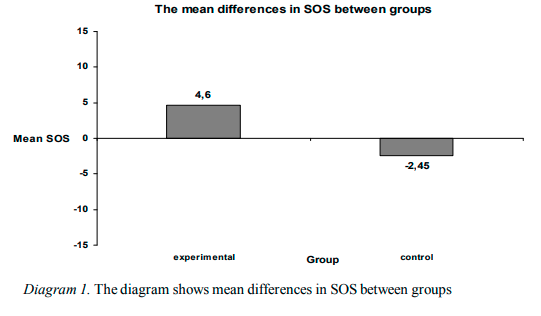 The mean differences in SOS between groups
15
10
4,6
5
Mean SOS 0
-2,45
-5
-10
-15
experimental Group control
Diagram 1. The diagram shows mean differences in SOS between groups